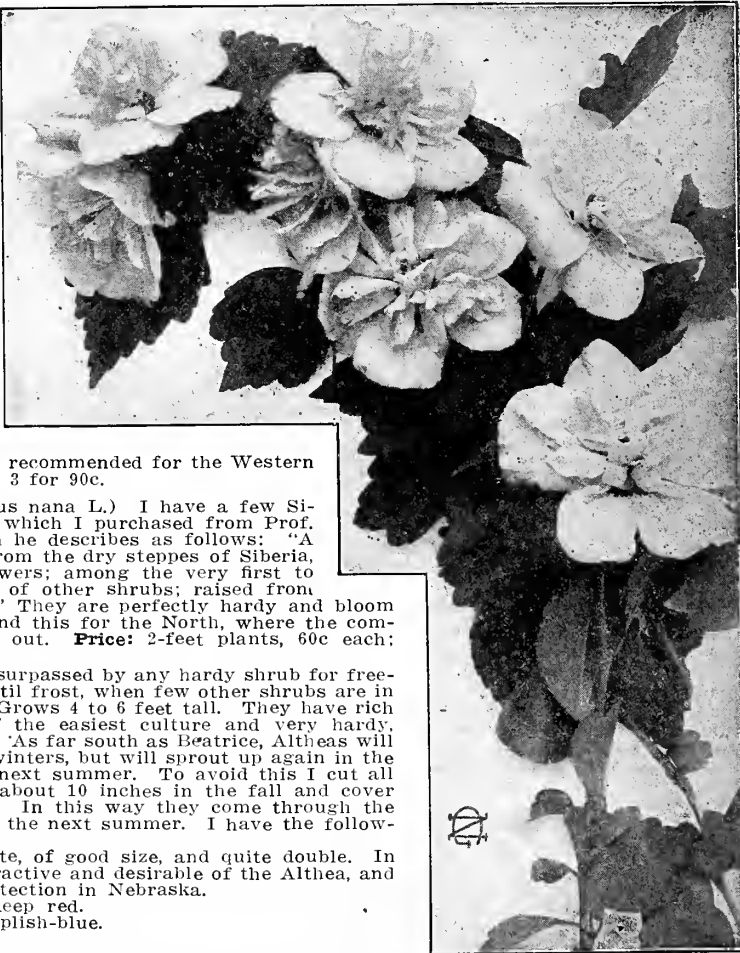 recommended for the Western
3 for 90c.
us nana L.) I have a few Si-
which I purchased from Prof.
he describes as follows: "A
rom the dry steppes of Siberia,
wers; among the very first to
of other shrubs; raised from
" They are perfectly hardy and bloom
nd this for the North, where the com-
out. Price: 2-feet plants, 60c each;
surpassed by any hardy shrub for free-
til frost, when few other shrubs are in
Grows 4 to 6 feet tall. They have rich
the easiest culture and very hardy,
As far south as Beatrice, Altheas will
winters, but will sprout up again in the
next summer. To avoid this I cut all
about 10 inches in the fall and cover
In this way they come through the
the next summer. I have the follow-
te, of good size, and quite double. In
ractive and desirable of the Althea, and
tection in Nebraska.
eep red.
plish-blue.